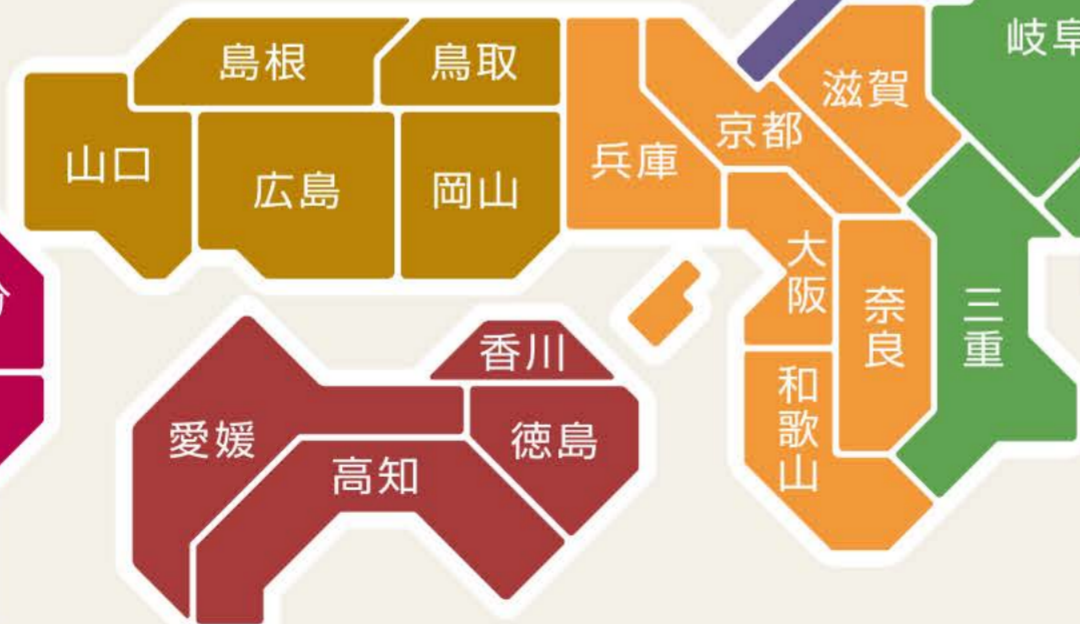 島根
鳥取
滋賀
岐阜
京都
山口
兵庫
広島
岡山
大阪
奈良
三重
香川
和歌山
愛媛
徳島
高知